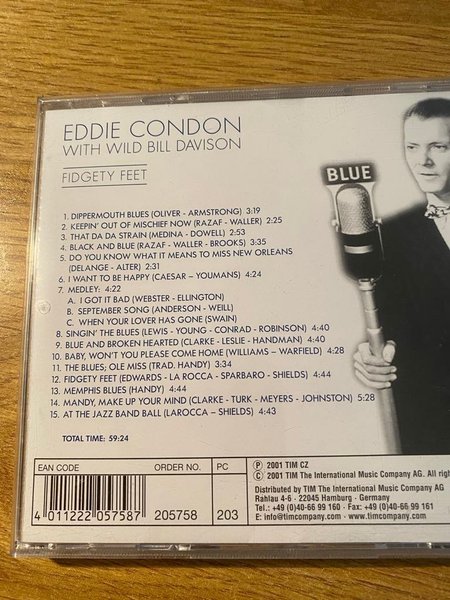 EDDIE CONDON
WITH WILD BILL DAVISON
FIDGETY FEET
BLUE
1. DIPPERMOUTH BLUES (OLIVER - ARMSTRONG) 3:19
2. KEEPIN' OUT OF MISCHIEF NOW (RAZAF - WALLER) 2:25
3. THAT DA DA STRAIN (MEDINA - DOWELL) 2:53
4. BLACK AND BLUE (RAZAF - WALLER - BROOKS) 3:35
5. DO YOU KNOW WHAT IT MEANS TO MISS NEW ORLEANS
(DELANGE - ALTER) 2:31
6. I WANT TO BE HAPPY (CAESAR – YOUMANS) 4:24
7. MEDLEY: 4:22
A. I GOT IT BAD (WEBSTER - ELLINGTON)
B. SEPTEMBER SONG (ANDERSON - WEILL)
C. WHEN YOUR LOVER HAS GONE (SWAIN)
8. SINGIN' THE BLUES (LEWIS - YOUNG - CONRAD - ROBINSON) 4:40
9. BLUE AND BROKEN HEARTED (CLARKE - LESLIE - HANDMAN) 4:40
10. BABY, WON'T YOU PLEASE COME HOME (WILLIAMS – WARFIELD) 4:28
11. THE BLUES; OLE MISS (TRAD. HANDY) 7:34
12. FIDGETY FEET (EDWARDS - LA ROCCA - SPARBARO - SHIELDS) 4:44
13. MEMPHIS BLUES (HANDY) 4:44
14. MANDY, MAKE UP YOUR MIND (CLARKE - TURK - MEYERS - JOHNSTON) 5:28
15. AT THE JAZZ BAND BALL (LAROCCA – SHIELDS) 4:43
TOTAL TIME: 59:24
EAN CODE ORDER NO. PC
4 011222 057587 205758 203
Ⓟ 2001 TIM CZ
© 2001 TIM The International Music Company AG. All righ
Distributed by TIM The International Music Company AG
Rahlau 4-6 · 22045 Hamburg · Germany
Tel.: +49 (0)40-66 99 160 · Fax: +49 (0)40-66 99 161
E: info@timcompany.com · www.timcompany.com